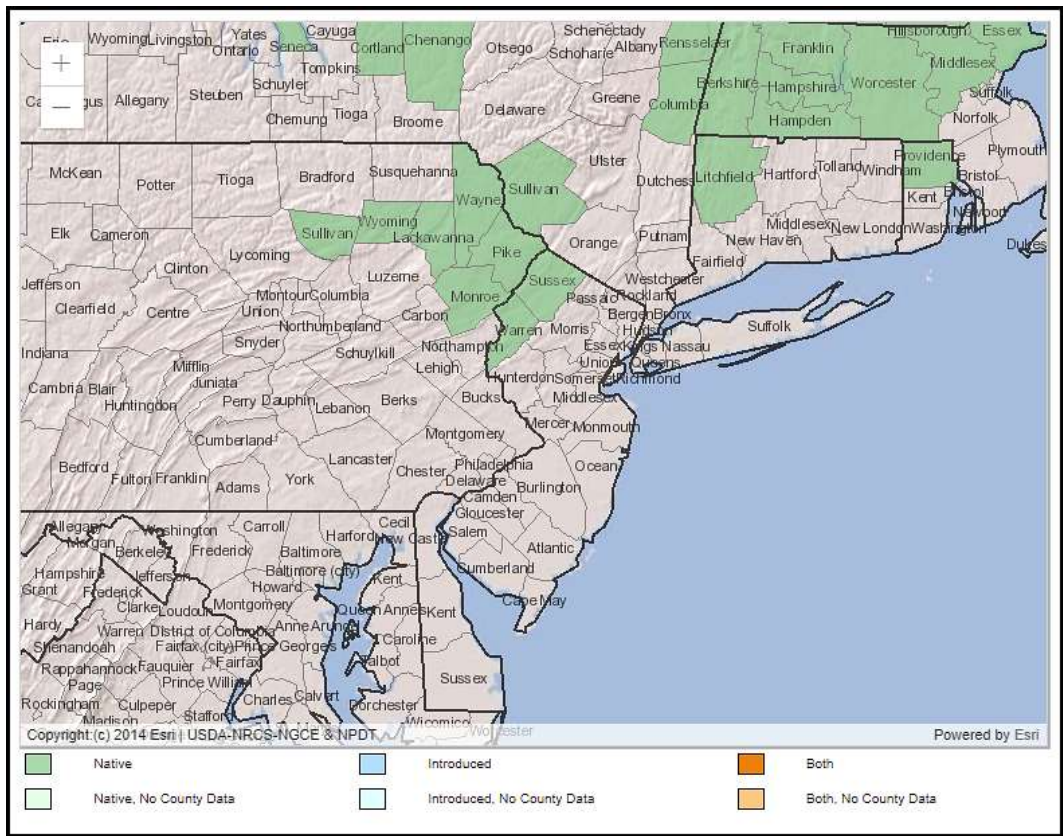 Schenectady
Yates Cayuga
Hillsborough Essex
Wyoming Livingston Seneca Cortland Chenango Otsego Albany Rensselaer Franklin
Ontario Schoharie Middlesex
+
Tompkins Berkshire Hampshire Worcester
Schuyler
−
Allegany Steuben Greene Columbia Suffolk
Chemung Tioga Broome Delaware Hampden Norfolk
McKean Potter Tioga Bradford Susquehanna Ulster Dutchess Litchfield Hartford Tolland Windham Providence Plymouth
Wayne Sullivan Kent Bristol Bristol
Elk Cameron Sullivan Wyoming Lackawanna Orange Putnam Middlesex New London Washington Newport
New Haven
Lycoming Pike Fairfield Dukes
Clinton Luzerne Sussex Westchester
Jefferson Montour Columbia Monroe Passaic Rockland
Clearfield Centre Union Carbon Bergen Bronx
Northumberland Warren Morris Hudson Suffolk
Snyder Northampton Essex Kings Nassau
Indiana Mifflin Schuylkill Lehigh Union Queens
Cambria Blair Juniata Hunterdon Somerset Richmond
Huntingdon Perry Dauphin Lebanon Berks Bucks Middlesex
Cumberland Montgomery Mercer Monmouth
Bedford Lancaster Philadelphia Ocean
Fulton Franklin Adams York Chester Delaware Burlington
Camden
Gloucester
Allegany Washington Carroll Cecil
Morgan Harford New Castle Salem
Berkeley Frederick Baltimore Atlantic
Hampshire Jefferson Baltimore (city) Kent Cumberland
Grant Frederick Howard
Clarke Loudoun Montgomery Queen Annes Kent Cape May
Hardy Warren District of Columbia Anne Arundel
Shenandoah Fairfax (city) Prince Georges Caroline
Rappahannock Fauquier Fairfax Talbot
Page Prince William Sussex
Rockingham Culpeper Charles Calvert Dorchester
Madison Stafford Wicomico
Worcester
Copyright:(c) 2014 Esri | USDA-NRCS-NGCE & NPDT
Powered by Esri
Native
Introduced
Both
Native, No County Data
Introduced, No County Data
Both, No County Data